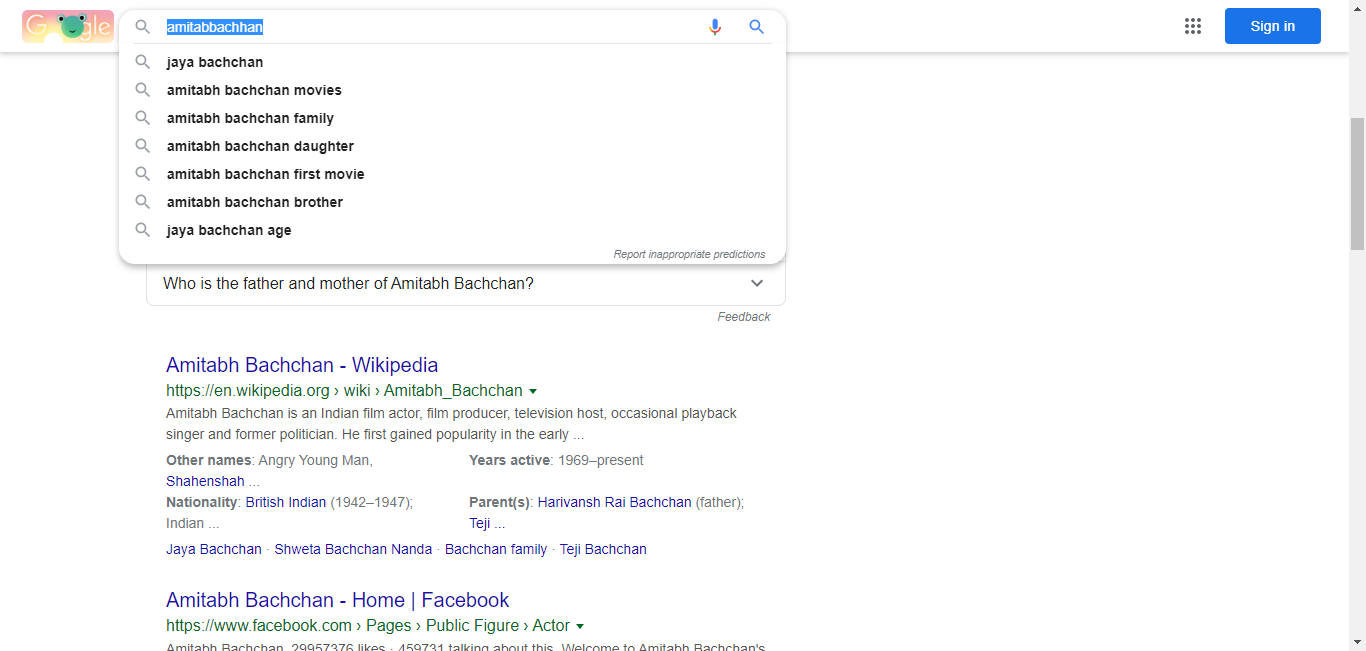 Google
amitabbachhan
Sign in
jaya bachchan
amitabh bachchan movies
amitabh bachchan family
amitabh bachchan daughter
amitabh bachchan first movie
amitabh bachchan brother
jaya bachchan age
Report inappropriate predictions
Who is the father and mother of Amitabh Bachchan?
Feedback
Amitabh Bachchan - Wikipedia
https://en.wikipedia.org › wiki › Amitabh_Bachchan
Amitabh Bachchan is an Indian film actor, film producer, television host, occasional playback
singer and former politician. He first gained popularity in the early ...
Other names: Angry Young Man, Years active: 1969–present
Shahenshah ...
Nationality: British Indian (1942–1947); Parent(s): Harivansh Rai Bachchan (father);
Indian ... Teji ...
Jaya Bachchan · Shweta Bachchan Nanda · Bachchan family · Teji Bachchan
Amitabh Bachchan - Home | Facebook
https://www.facebook.com › Pages › Public Figure › Actor
Amitabh Bachchan. 29957376 likes · 459731 talking about this. Welcome to Amitabh Bachchan's